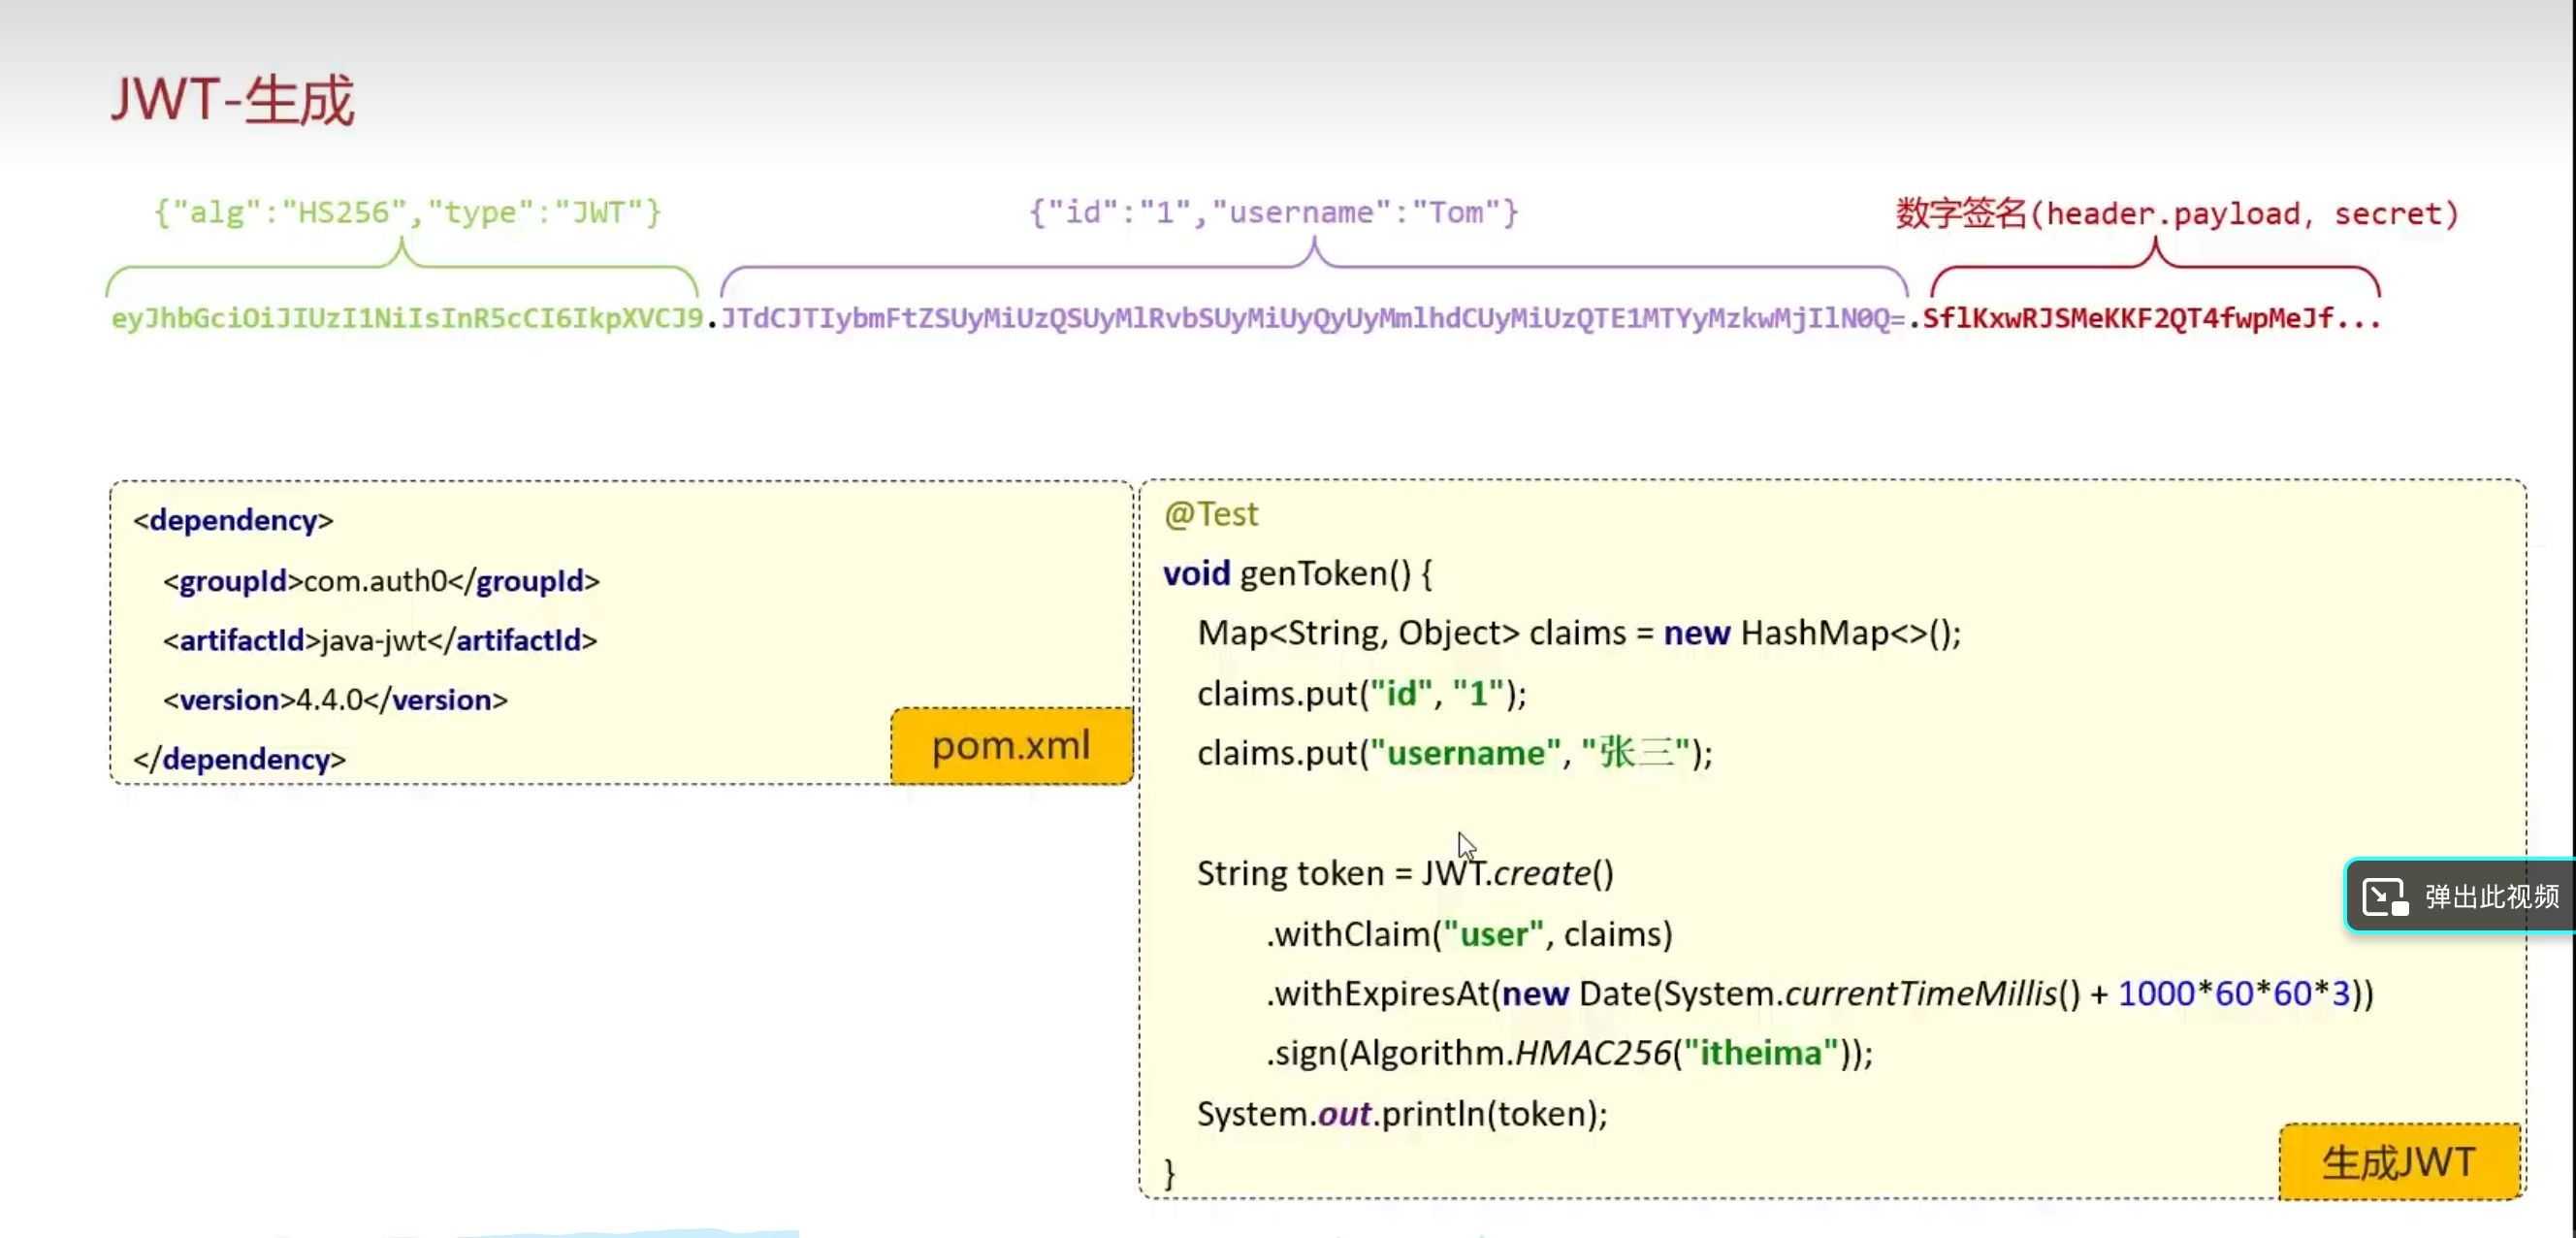 JWT-生成
{"alg":"HS256","type":"JWT"}
{"id":"1","username":"Tom"}
数字签名(header.payload, secret)
eyJhbGciOiJIUzI1NiIsInR5cCI6IkpXVCJ9.JTdCJTIybmFtZSUyMiUzQSUyMlRvbSUyMiUyQyUyMmlhdCUyMiUzQTE1MTYyMzkwMjIlN0Q=.SflKxwRJSMeKKF2QT4fwpMeJf...
<dependency>
<groupId>com.auth0</groupId>
<artifactId>java-jwt</artifactId>
<version>4.4.0</version>
</dependency>
pom.xml
@Test
void genToken() {
Map<String, Object> claims = new HashMap<>();
claims.put("id", "1");
claims.put("username", "张三");
String token = JWT.create()
.withClaim("user", claims)
.withExpiresAt(new Date(System.currentTimeMillis() + 1000*60*60*3))
.sign(Algorithm.HMAC256("itheima"));
System.out.println(token);
}
生成JWT
弹出此视频